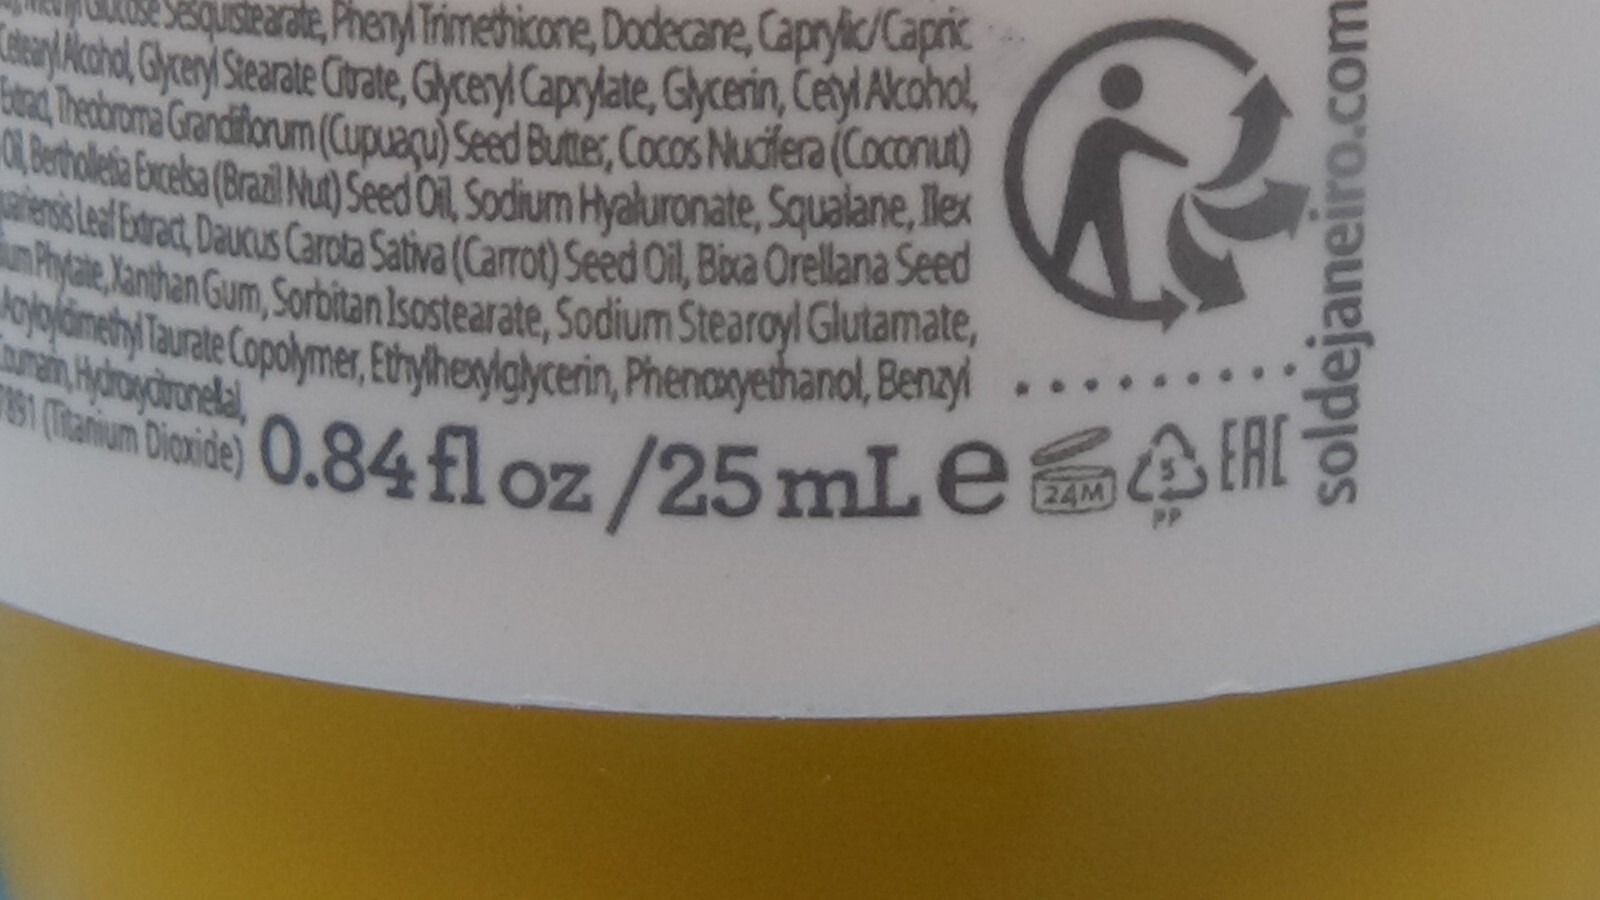 Sesquistearate, Phenyl Trimethicone, Dodecane, Caprylic/Capric
Cetearyl Alcohol, Glyceryl Stearate Citrate, Glyceryl Caprylate, Glycerin, Cetyl Alcohol,
Theobroma Grandiflorum (Cupuaçu) Seed Butter, Cocos Nucifera (Coconut)
Oil, Bertholletia Excelsa (Brazil Nut) Seed Oil, Sodium Hyaluronate, Squalane, Ilex
Leaf Extract, Daucus Carota Sativa (Carrot) Seed Oil, Bixa Orellana Seed
Phytate, Xanthan Gum, Sorbitan Isostearate, Sodium Stearoyl Glutamate,
Taurate Copolymer, Ethylhexylglycerin, Phenoxyethanol, Benzyl
Hydroxycitronellal,
(Titanium Dioxide)
0.84 fl oz / 25 mL e
24M
5
PP
EAC
soldejaneiro.com